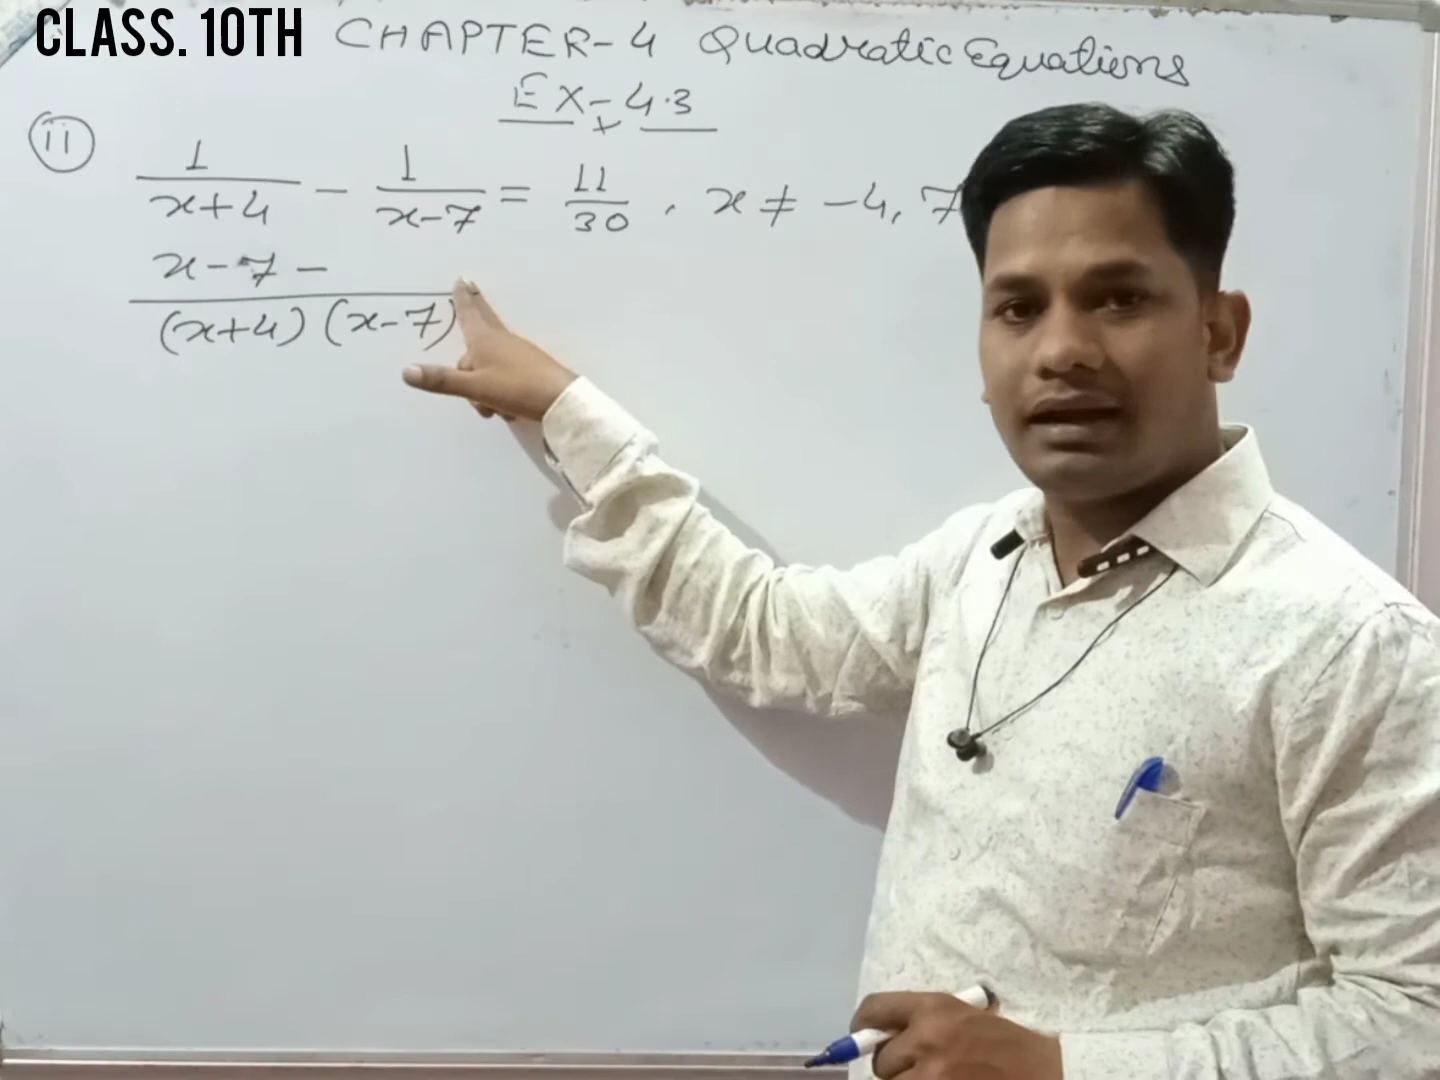 CLASS. 10TH CHAPTER-4 Quadratic Equations
Ex-4.3
ii 1/x+4 - 1/x-7 = 11/30, x ≠ -4, 7
x-7-
(x+4) (x-7)